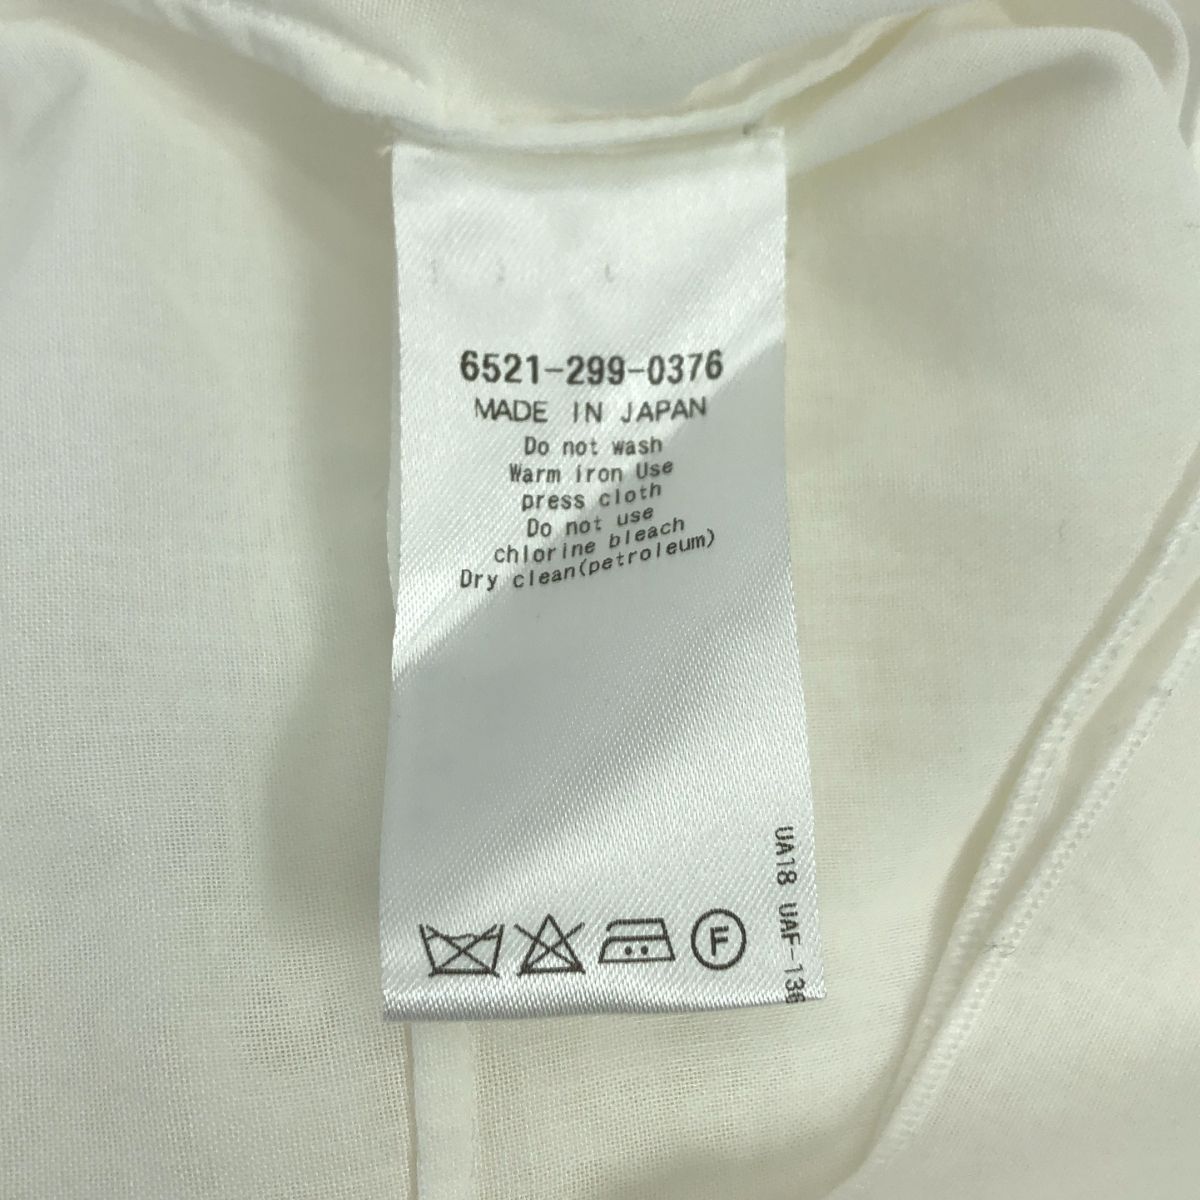 6521-299-0376
MADE IN JAPAN
Do not wash
Warm iron Use
press cloth
Do not use
chlorine bleach
Dry clean(petroleum)
F
UA18 UAF-136